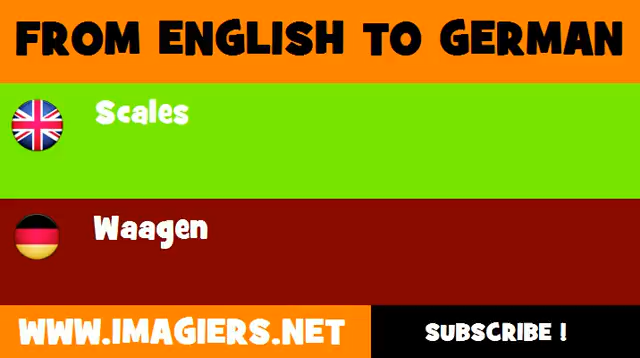 FROM ENGLISH TO GERMAN
Scales
Waagen
WWW.IMAGIERS.NET
SUBSCRIBE !